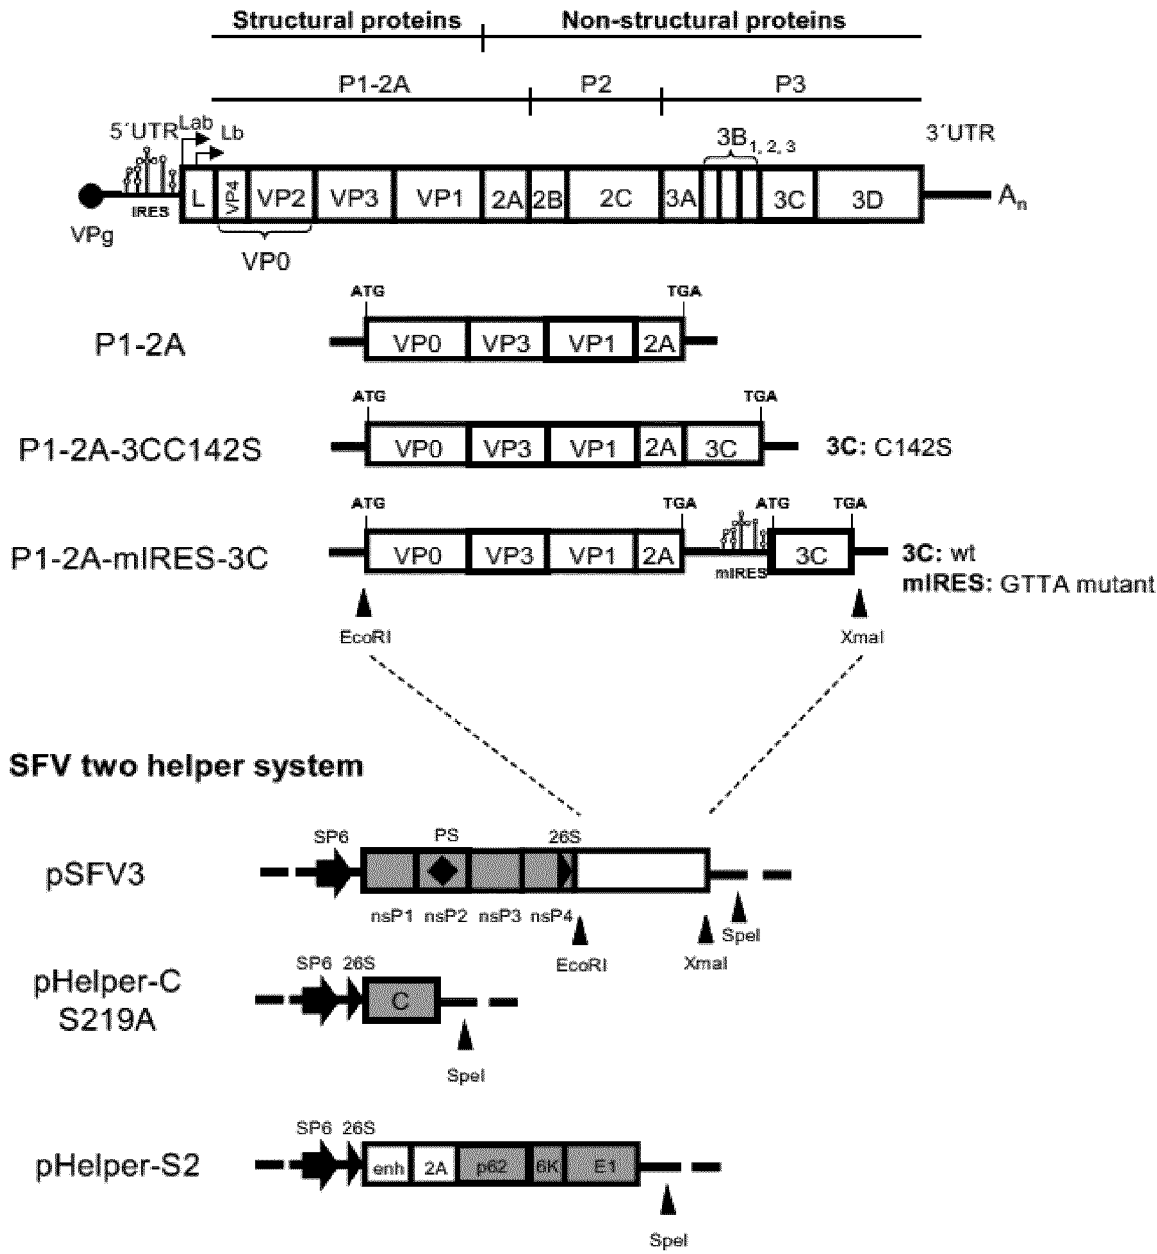 Structural proteins Non-structural proteins
P1-2A P2 P3
5´UTR Lab Lb 3B1, 2, 3 3´UTR
L VP4 VP2 VP3 VP1 2A 2B 2C 3A 3C 3D An
IRES
VPg
VP0
ATG TGA
P1-2A VP0 VP3 VP1 2A
ATG TGA
P1-2A-3CC142S VP0 VP3 VP1 2A 3C 3C: C142S
ATG TGA ATG TGA
P1-2A-mIRES-3C VP0 VP3 VP1 2A mIRES 3C 3C: wt
mIRES: GTTA mutant
EcoRI XmaI
SFV two helper system
SP6 PS 26S
pSFV3
nsP1 nsP2 nsP3 nsP4
SpeI
EcoRI XmaI
SP6 26S
pHelper-C C
S219A
SpeI
SP6 26S
pHelper-S2 enh 2A p62 6K E1
SpeI